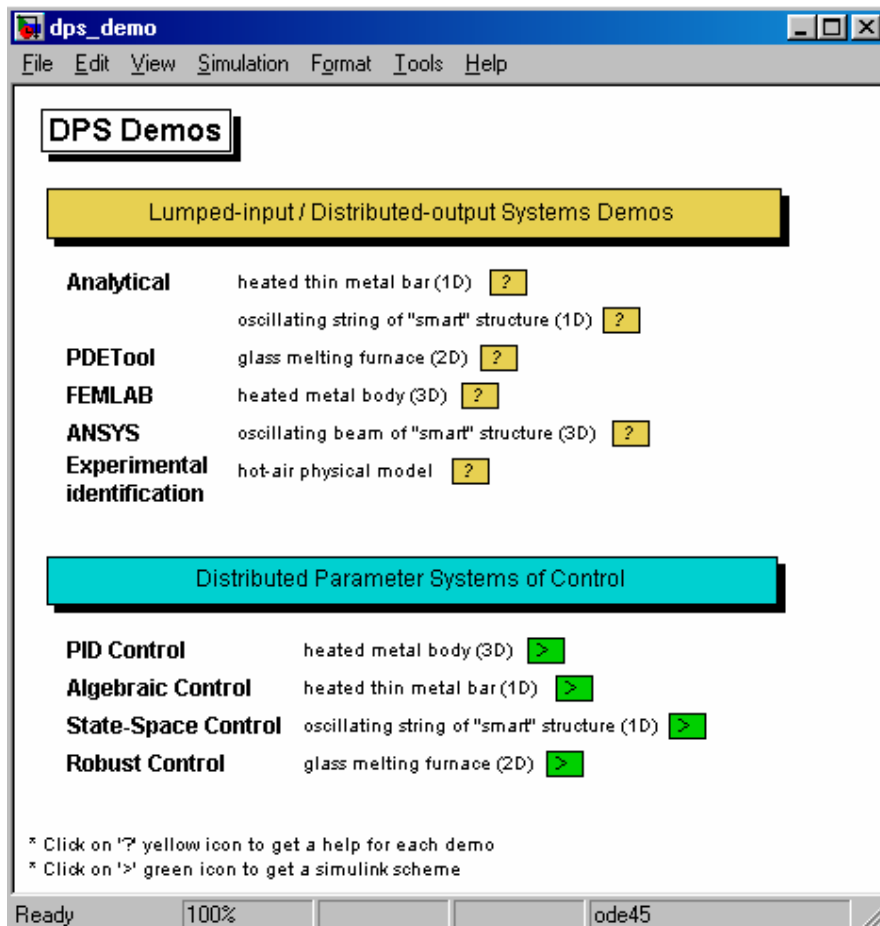 dps_demo
File Edit View Simulation Format Tools Help
DPS Demos
Lumped-input / Distributed-output Systems Demos
Analytical heated thin metal bar (1D) ?
oscillating string of "smart" structure (1D) ?
PDETool glass melting furnace (2D) ?
FEMLAB heated metal body (3D) ?
ANSYS oscillating beam of "smart" structure (3D) ?
Experimental
identification hot-air physical model ?
Distributed Parameter Systems of Control
PID Control heated metal body (3D) >
Algebraic Control heated thin metal bar (1D) >
State-Space Control oscillating string of "smart" structure (1D) >
Robust Control glass melting furnace (2D) >
* Click on '?' yellow icon to get a help for each demo
* Click on '>' green icon to get a simulink scheme
Ready 100% ode45